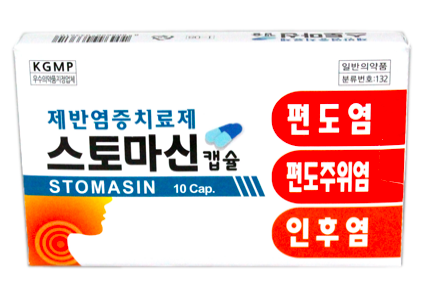 KGMP
우수의약품지정업체
일반의약품
분류번호:132
제반염증치료제
스토마신 캡슐
STOMASIN 10 Cap.
편도염
편도주위염
인후염